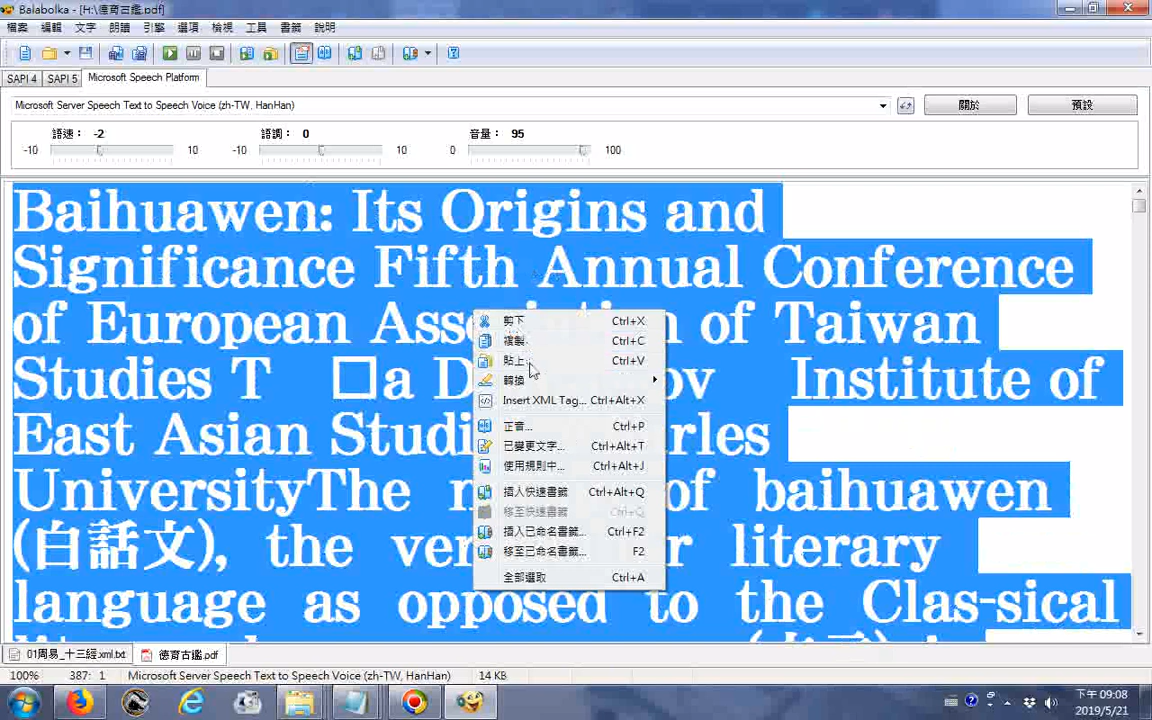 Balabolka - [H:\德育古鑑.pdf]
檔案 編輯 文字 朗讀 引擎 選項 檢視 工具 書籤 說明
SAPI 4 SAPI 5 Microsoft Speech Platform
Microsoft Server Speech Text to Speech Voice (zh-TW, HanHan) 關於 預設
語速： -2 語調： 0 音量： 95
-10 10 -10 10 0 100
Baihuawen: Its Origins and
Significance Fifth Annual Conference
of European of Taiwan
Studies T □a Institute of
East Asian
UniversityThe of baihuawen
(白話文), the literary
language as opposed to the Clas-sical
剪下 Ctrl+X
複製 Ctrl+C
貼上 Ctrl+V
轉換
Insert XML Tag... Ctrl+Alt+X
正音... Ctrl+P
已變更文字... Ctrl+Alt+T
使用規則中... Ctrl+Alt+J
插入快速書籤 Ctrl+Alt+Q
移至快速書籤 Ctrl+Q
插入已命名書籤... Ctrl+F2
移至已命名書籤... F2
全部選取 Ctrl+A
01周易_十三經.xml.txt 德育古鑑.pdf
100% 387: 1 Microsoft Server Speech Text to Speech Voice (zh-TW, HanHan) 14 KB
下午 09:08
2019/5/21